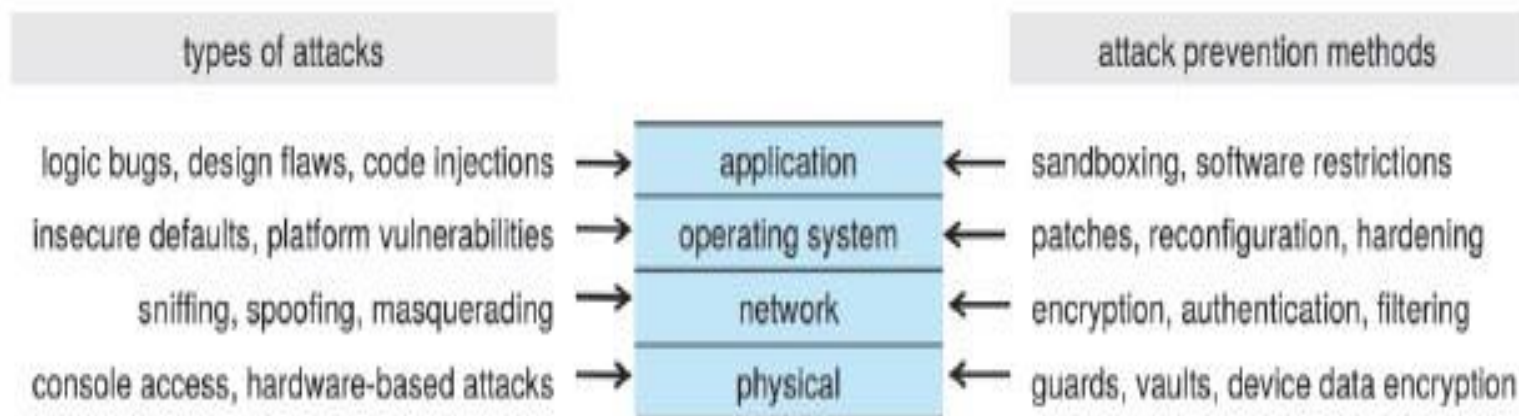 types of attacks
attack prevention methods
logic bugs, design flaws, code injections
application
sandboxing, software restrictions
insecure defaults, platform vulnerabilities
operating system
patches, reconfiguration, hardening
sniffing, spoofing, masquerading
network
encryption, authentication, filtering
console access, hardware-based attacks
physical
guards, vaults, device data encryption